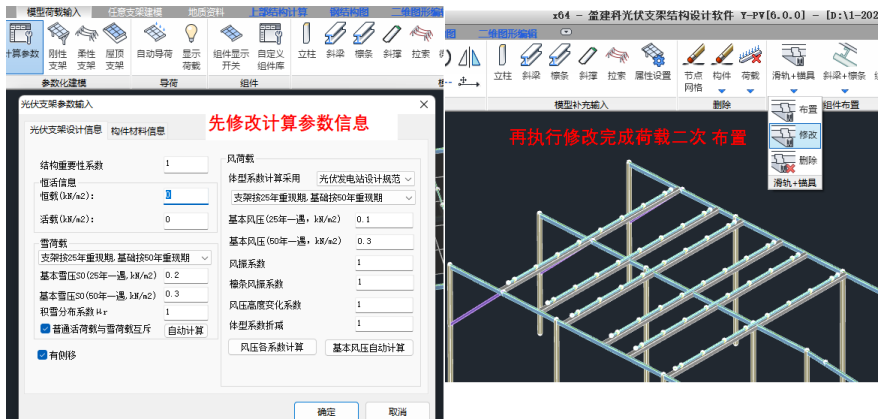 模型荷载输入 任意支架建模 地质资料 上部结构计算 钢结构图 二维图形编辑
计算参数 刚性支架 柔性支架 屋顶支架 自动导荷 显示荷载 组件显示开关 自定义组件库 立柱 斜梁 檩条 斜撑 拉索
参数化建模 导荷 组件
光伏支架参数输入
光伏支架设计信息 构件材料信息
先修改计算参数信息
结构重要性系数 1
恒活信息
恒载(kN/m2): 0
活载(kN/m2): 0
雪荷载
支架按25年重现期,基础按50年重现期
基本雪压S0(25年一遇,kN/m2) 0.2
基本雪压S0(50年一遇,kN/m2) 0.3
积雪分布系数μr 1
普通活荷载与雪荷载互斥 自动计算
有侧移
风荷载
体型系数计算采用 光伏发电站设计规范
支架按25年重现期,基础按50年重现期
基本风压(25年一遇,kN/m2) 0.1
基本风压(50年一遇,kN/m2) 0.3
风振系数 1
檩条风振系数 1
风压高度变化系数 1
体型系数折减 1
风压各系数计算 基本风压自动计算
确定 取消
x64 - 盈建科光伏支架结构设计软件 Y-PV[6.0.0] - [D:\1-202
图 二维图形编辑
立柱 斜梁 檩条 斜撑 拉索 属性设置 节点网格 构件 荷载 滑轨+锚具 斜梁+檩条
模型补充输入 删除 组件布置
布置
修改
删除
滑轨+锚具
再执行修改完成荷载二次 布置